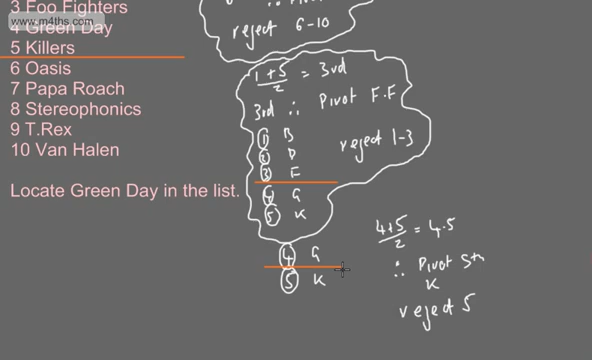 www.m4ths.com
3 Foo Fighters
4 Green Day
5 Killers
6 Oasis
7 Papa Roach
8 Stereophonics
9 T.Rex
10 Van Halen
Locate Green Day in the list.
reject 6-10
1+5/2 = 3rd
3rd ∴ Pivot F.F
1 B
2 D
3 F
4 G
5 K
reject 1-3
4 G
5 K
4+5/2 = 4.5
∴ Pivot 5th
K
reject 5